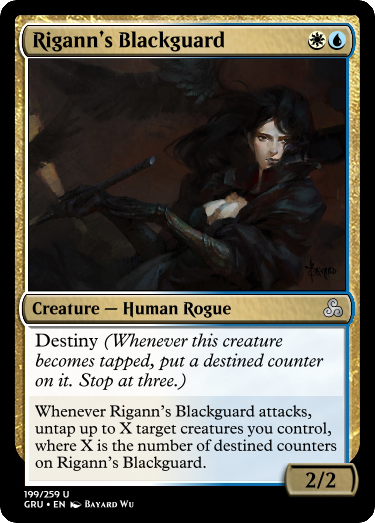 Rigann's Blackguard
BAYARD
Creature — Human Rogue
Destiny (Whenever this creature
becomes tapped, put a destined counter
on it. Stop at three.)
Whenever Rigann's Blackguard attacks,
untap up to X target creatures you control,
where X is the number of destined counters
on Rigann's Blackguard.
2/2
199/259 U
GRU • EN Bayard Wu